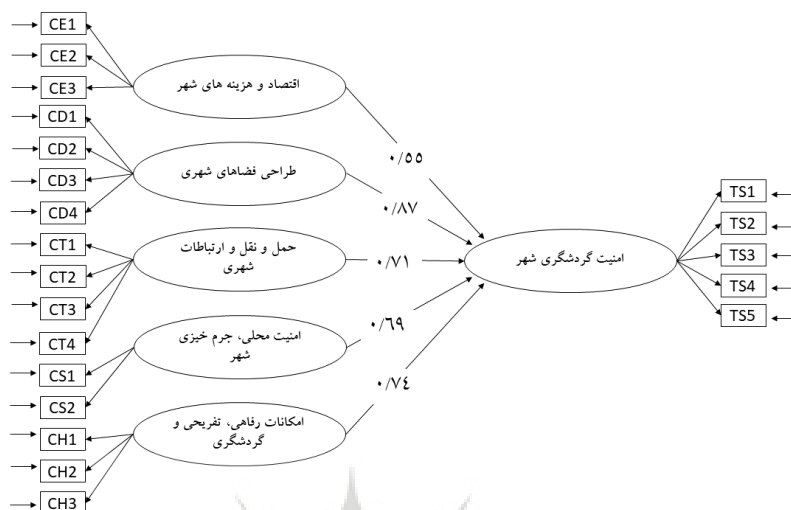 CE1
CE2
CE3
CD1
CD2
CD3
CD4
CT1
CT2
CT3
CT4
CS1
CS2
CH1
CH2
CH3
اقتصاد و هزینه های شهر
طراحی فضاهای شهری
حمل و نقل و ارتباطات
شهری
امنیت محلی، جرم خیزی
شهر
امکانات رفاهی، تفریحی و
گردشگری
۰/۵۵
۰/۸۷
۰/۷۱
۰/۶۹
۰/۷٤
امنیت گردشگری شهر
TS1
TS2
TS3
TS4
TS5